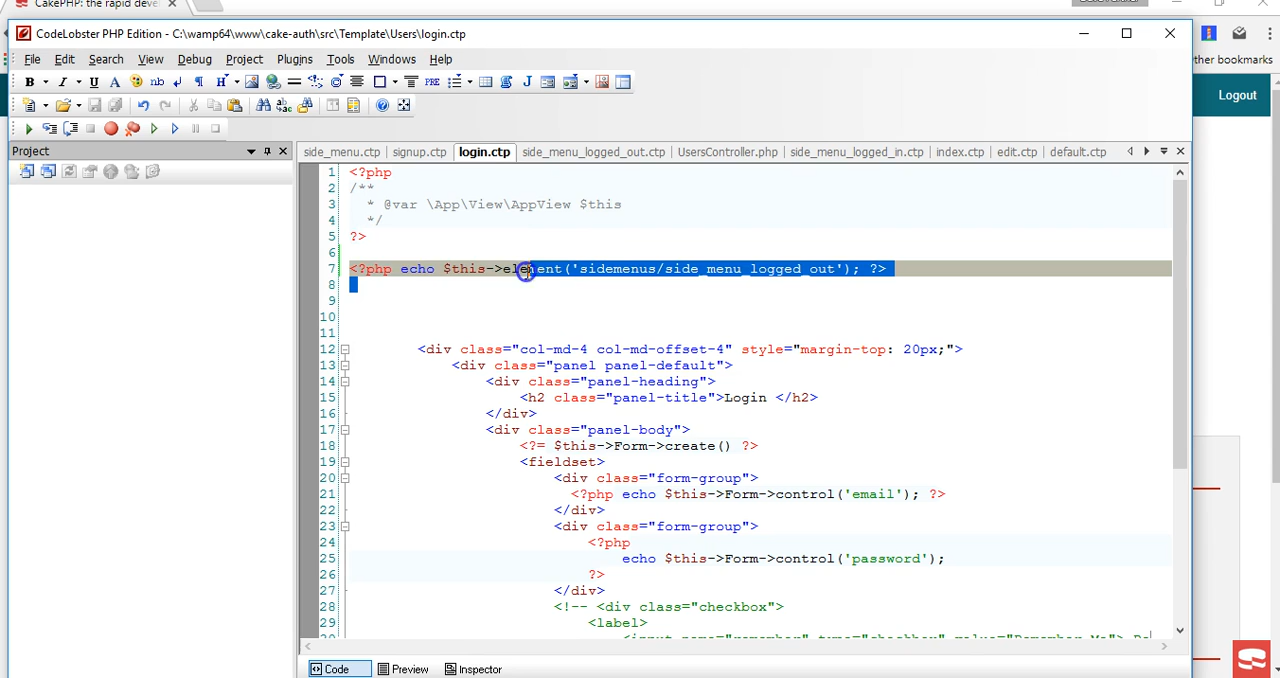 CakePHP: the rapid deve
CodeLobster PHP Edition - C:\wamp64\www\cake-auth\src\Template\Users\login.ctp
File Edit Search View Debug Project Plugins Tools Windows Help
ther bookmarks
B I U A nb ¶ H PRE J
Logout
Project
side_menu.ctp signup.ctp login.ctp side_menu_logged_out.ctp UsersController.php side_menu_logged_in.ctp index.ctp edit.ctp default.ctp
1 <?php
2 /**
3 * @var \App\View\AppView $this
4 */
5 ?>
6
7 <?php echo $this->element('sidemenus/side_menu_logged_out'); ?>
8
9
10
11
12 <div class="col-md-4 col-md-offset-4" style="margin-top: 20px;">
13 <div class="panel panel-default">
14 <div class="panel-heading">
15 <h2 class="panel-title">Login </h2>
16 </div>
17 <div class="panel-body">
18 <?= $this->Form->create() ?>
19 <fieldset>
20 <div class="form-group">
21 <?php echo $this->Form->control('email'); ?>
22 </div>
23 <div class="form-group">
24 <?php
25 echo $this->Form->control('password');
26 ?>
27 </div>
28 <!-- <div class="checkbox">
29 <label>
Code Preview Inspector